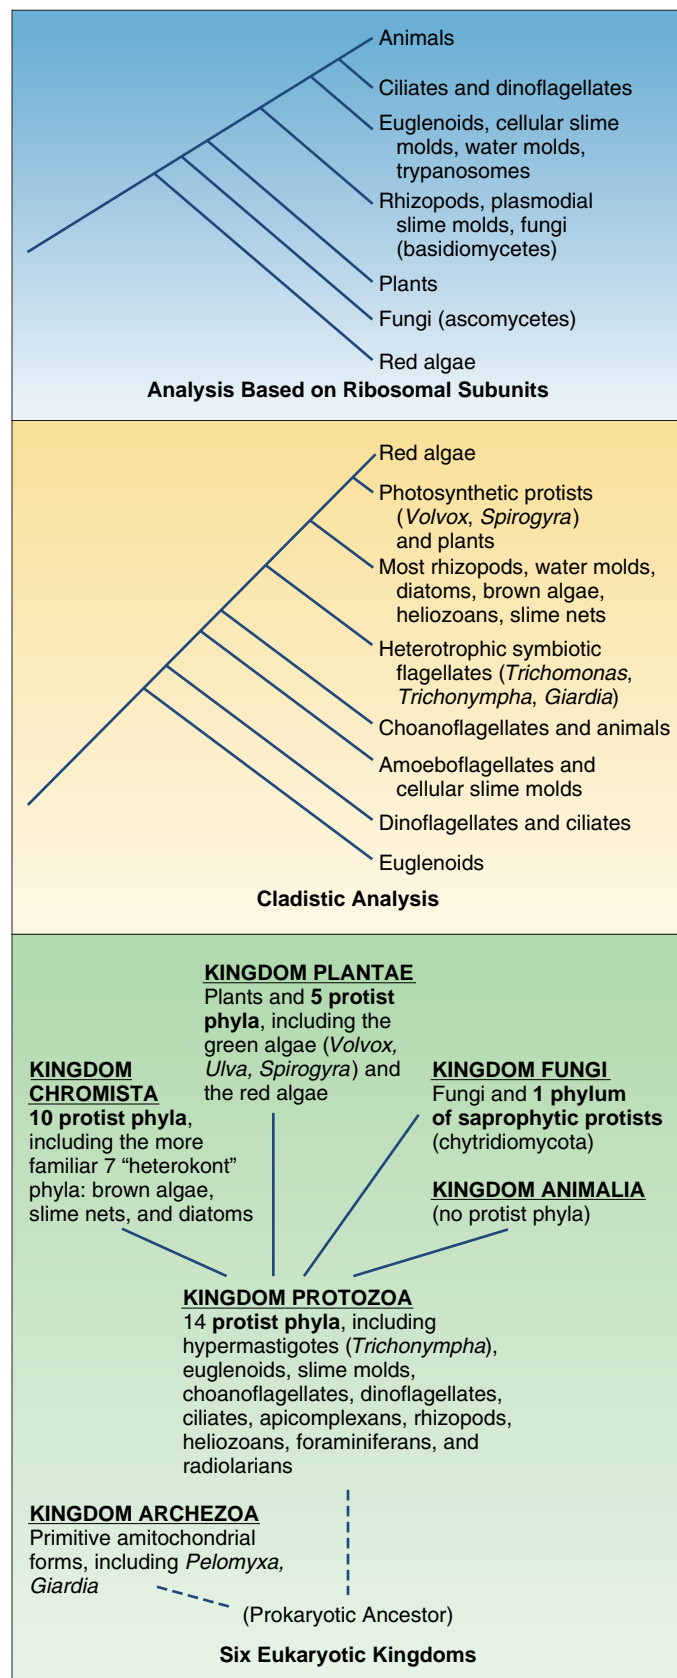 Animals
Ciliates and dinoflagellates
Euglenoids, cellular slime
molds, water molds,
trypanosomes
Rhizopods, plasmodial
slime molds, fungi
(basidiomycetes)
Plants
Fungi (ascomycetes)
Red algae
Analysis Based on Ribosomal Subunits
Red algae
Photosynthetic protists
(Volvox, Spirogyra)
and plants
Most rhizopods, water molds,
diatoms, brown algae,
heliozoans, slime nets
Heterotrophic symbiotic
flagellates (Trichomonas,
Trichonympha, Giardia)
Choanoflagellates and animals
Amoeboflagellates and
cellular slime molds
Dinoflagellates and ciliates
Euglenoids
Cladistic Analysis
KINGDOM PLANTAE
Plants and 5 protist
phyla, including the
green algae (Volvox,
Ulva, Spirogyra) and
the red algae
KINGDOM
CHROMISTA
10 protist phyla,
including the more
familiar 7 “heterokont”
phyla: brown algae,
slime nets, and diatoms
KINGDOM FUNGI
Fungi and 1 phylum
of saprophytic protists
(chytridiomycota)
KINGDOM ANIMALIA
(no protist phyla)
KINGDOM PROTOZOA
14 protist phyla, including
hypermastigotes (Trichonympha),
euglenoids, slime molds,
choanoflagellates, dinoflagellates,
ciliates, apicomplexans, rhizopods,
heliozoans, foraminiferans, and
radiolarians
KINGDOM ARCHEZOA
Primitive amitochondrial
forms, including Pelomyxa,
Giardia
(Prokaryotic Ancestor)
Six Eukaryotic Kingdoms